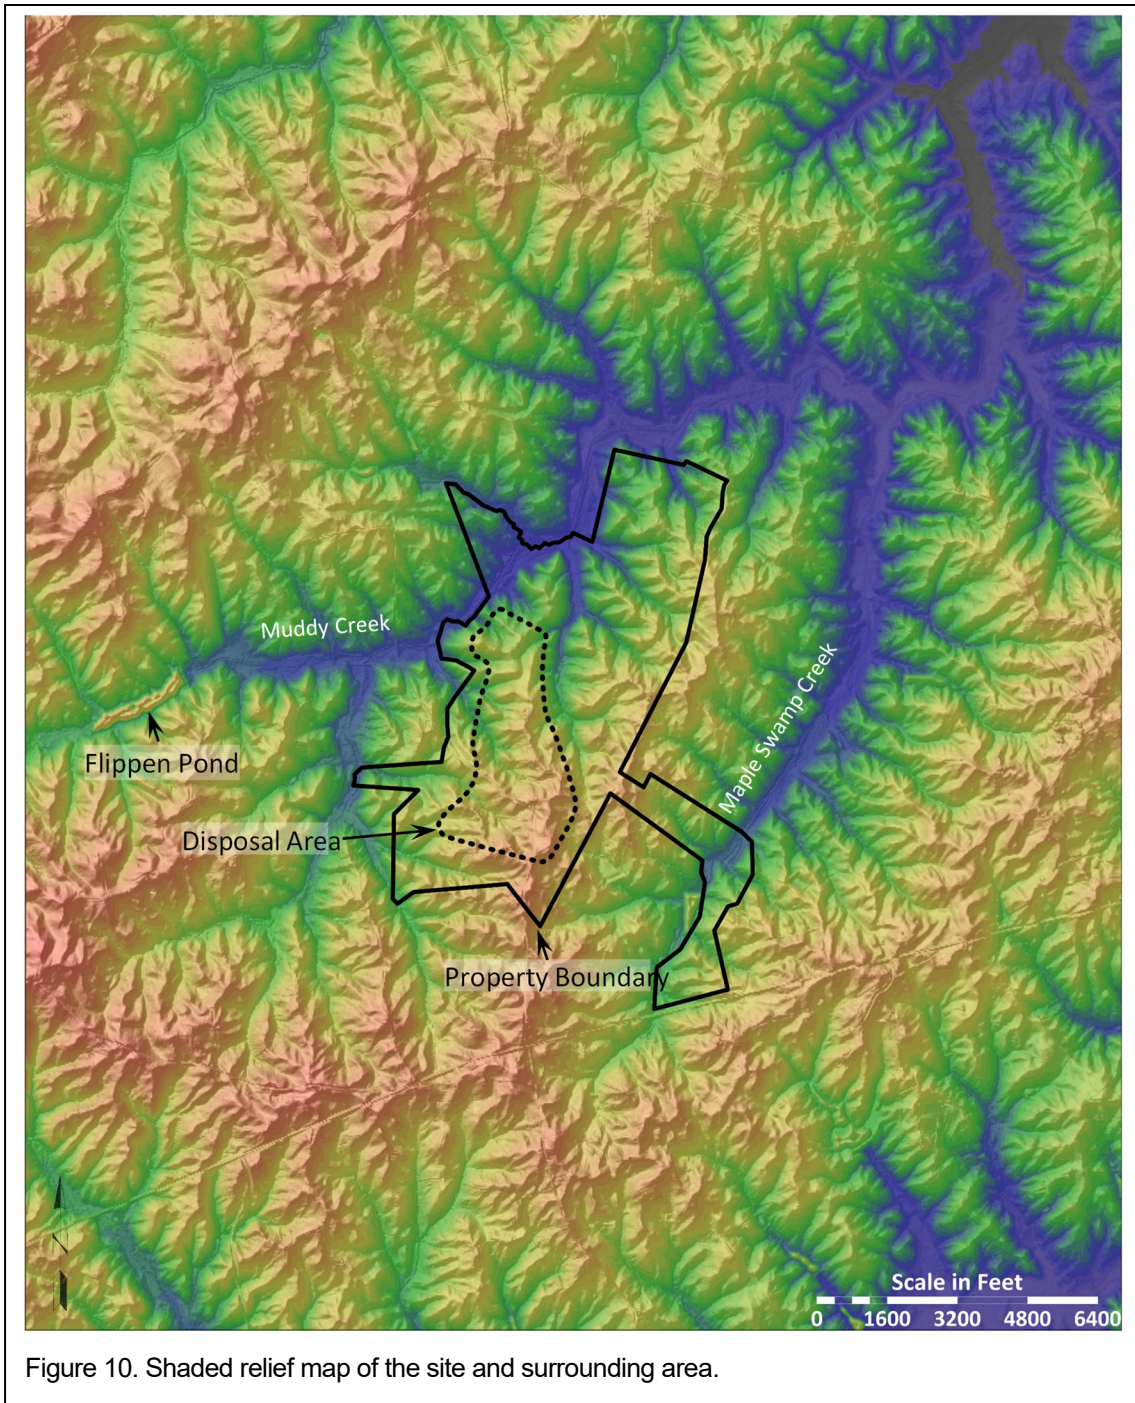 Muddy Creek
Maple Swamp Creek
Flippen Pond
Disposal Area
Property Boundary
Scale in Feet
0 1600 3200 4800 6400
Figure 10. Shaded relief map of the site and surrounding area.